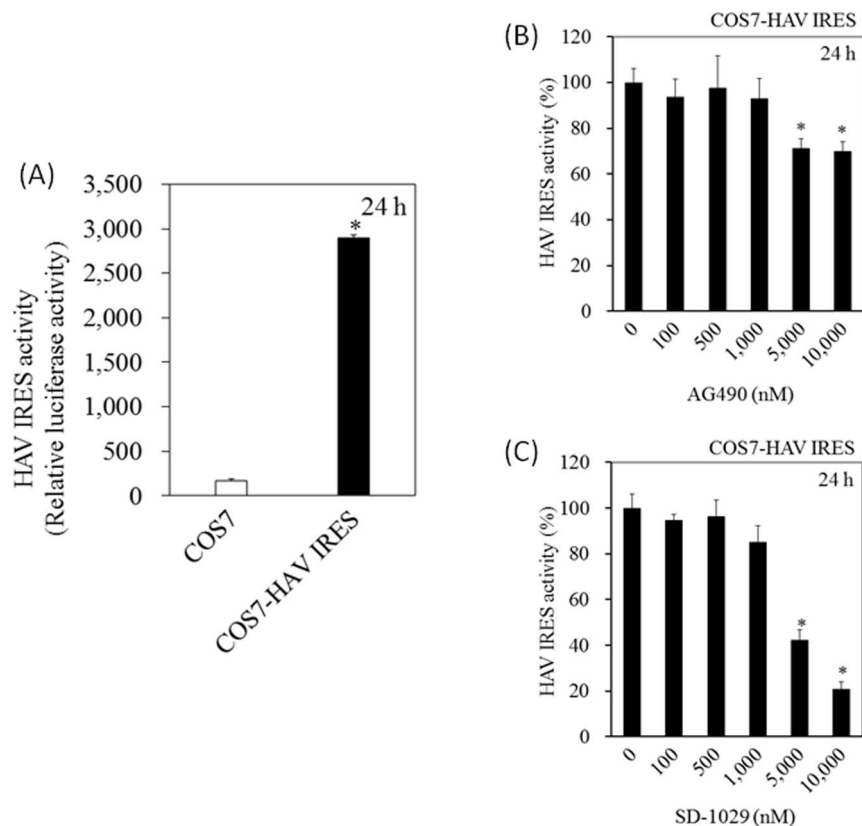 (A)
HAV IRES activity
(Relative luciferase activity)
3,500
3,000
2,500
2,000
1,500
1,000
500
0
24 h
*
COS7
COS7-HAV IRES
(B)
COS7-HAV IRES
24 h
HAV IRES activity (%)
120
100
80
60
40
20
0
* *
0 100 500 1,000 5,000 10,000
AG490 (nM)
(C)
COS7-HAV IRES
24 h
HAV IRES activity (%)
120
100
80
60
40
20
0
*
*
0 100 500 1,000 5,000 10,000
SD-1029 (nM)